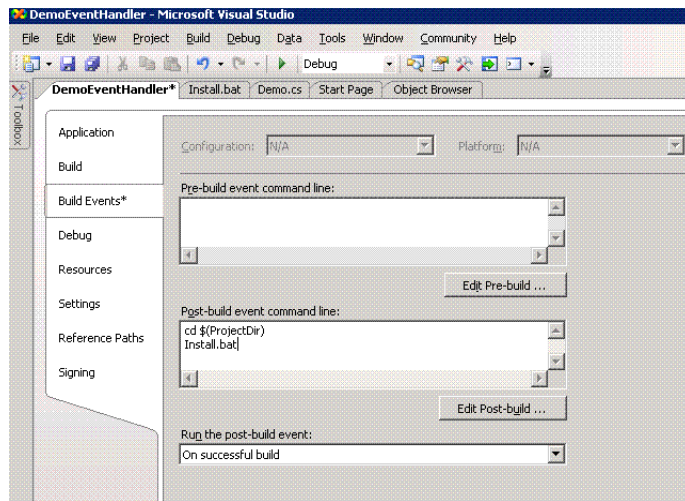 DemoEventHandler - Microsoft Visual Studio
File Edit View Project Build Debug Data Tools Window Community Help
Debug
DemoEventHandler* Install.bat Demo.cs Start Page Object Browser
Toolbox
Application
Build
Build Events*
Debug
Resources
Settings
Reference Paths
Signing
Configuration: N/A Platform: N/A
Pre-build event command line:
Edit Pre-build ...
Post-build event command line:
cd $(ProjectDir)
Install.bat
Edit Post-build ...
Run the post-build event:
On successful build